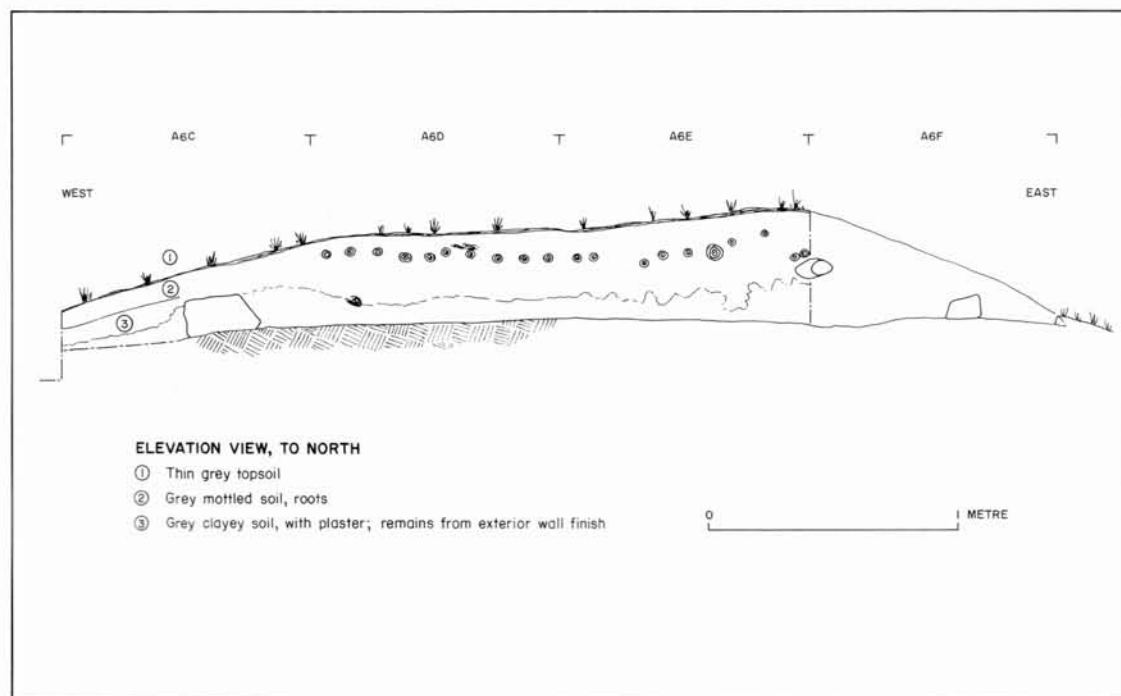 A6C A6D A6E A6F
WEST EAST
①
②
③
ELEVATION VIEW, TO NORTH
① Thin grey topsoil
② Grey mottled soil, roots
③ Grey clayey soil, with plaster; remains from exterior wall finish
0 1 METRE